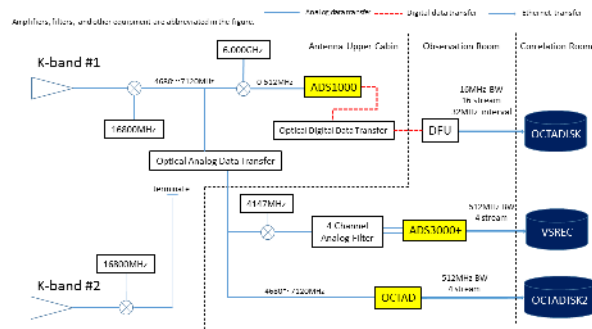 Analog data transfer
Digital data transfer
Ethernet transfer
Amplifiers, filters, and other equipment are abbreviated in the figure.
6.000GHz
Antenna Upper Cabin
Observation Room
Correlation Room
K-band #1
4680~7120MHz
0-512MHz
ADS1000
16800MHz
16MHz BW
16 stream
32MHz interval
Optical Digital Data Transfer
DFU
OCTADISK
Optical Analog Data Transfer
terminate
4147MHz
4 Channel
Analog Filter
ADS3000+
512MHz BW
4 stream
VSREC
16800MHz
K-band #2
4680~7120MHz
OCTAD
512MHz BW
4 stream
OCTADISK2